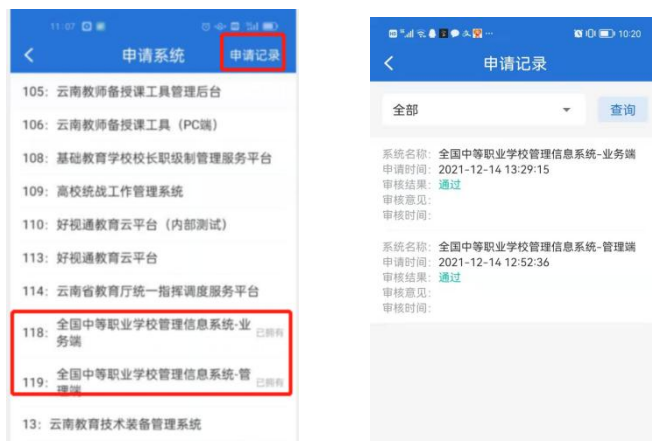 11:07
申请系统
申请记录
105: 云南教师备授课工具管理后台
106: 云南教师备授课工具（PC端）
108: 基础教育学校校长职级制管理服务平台
109: 高校统战工作管理系统
110: 好视通教育云平台（内部测试）
113: 好视通教育云平台
114: 云南省教育厅统一指挥调度服务平台
118: 全国中等职业学校管理信息系统-业
务端
已拥有
119: 全国中等职业学校管理信息系统-管
理端
已拥有
13: 云南教育技术装备管理系统
10:20
申请记录
全部
查询
系统名称: 全国中等职业学校管理信息系统-业务端
申请时间: 2021-12-14 13:29:15
审核结果: 通过
审核意见:
审核时间:
系统名称: 全国中等职业学校管理信息系统-管理端
申请时间: 2021-12-14 12:52:36
审核结果: 通过
审核意见:
审核时间: